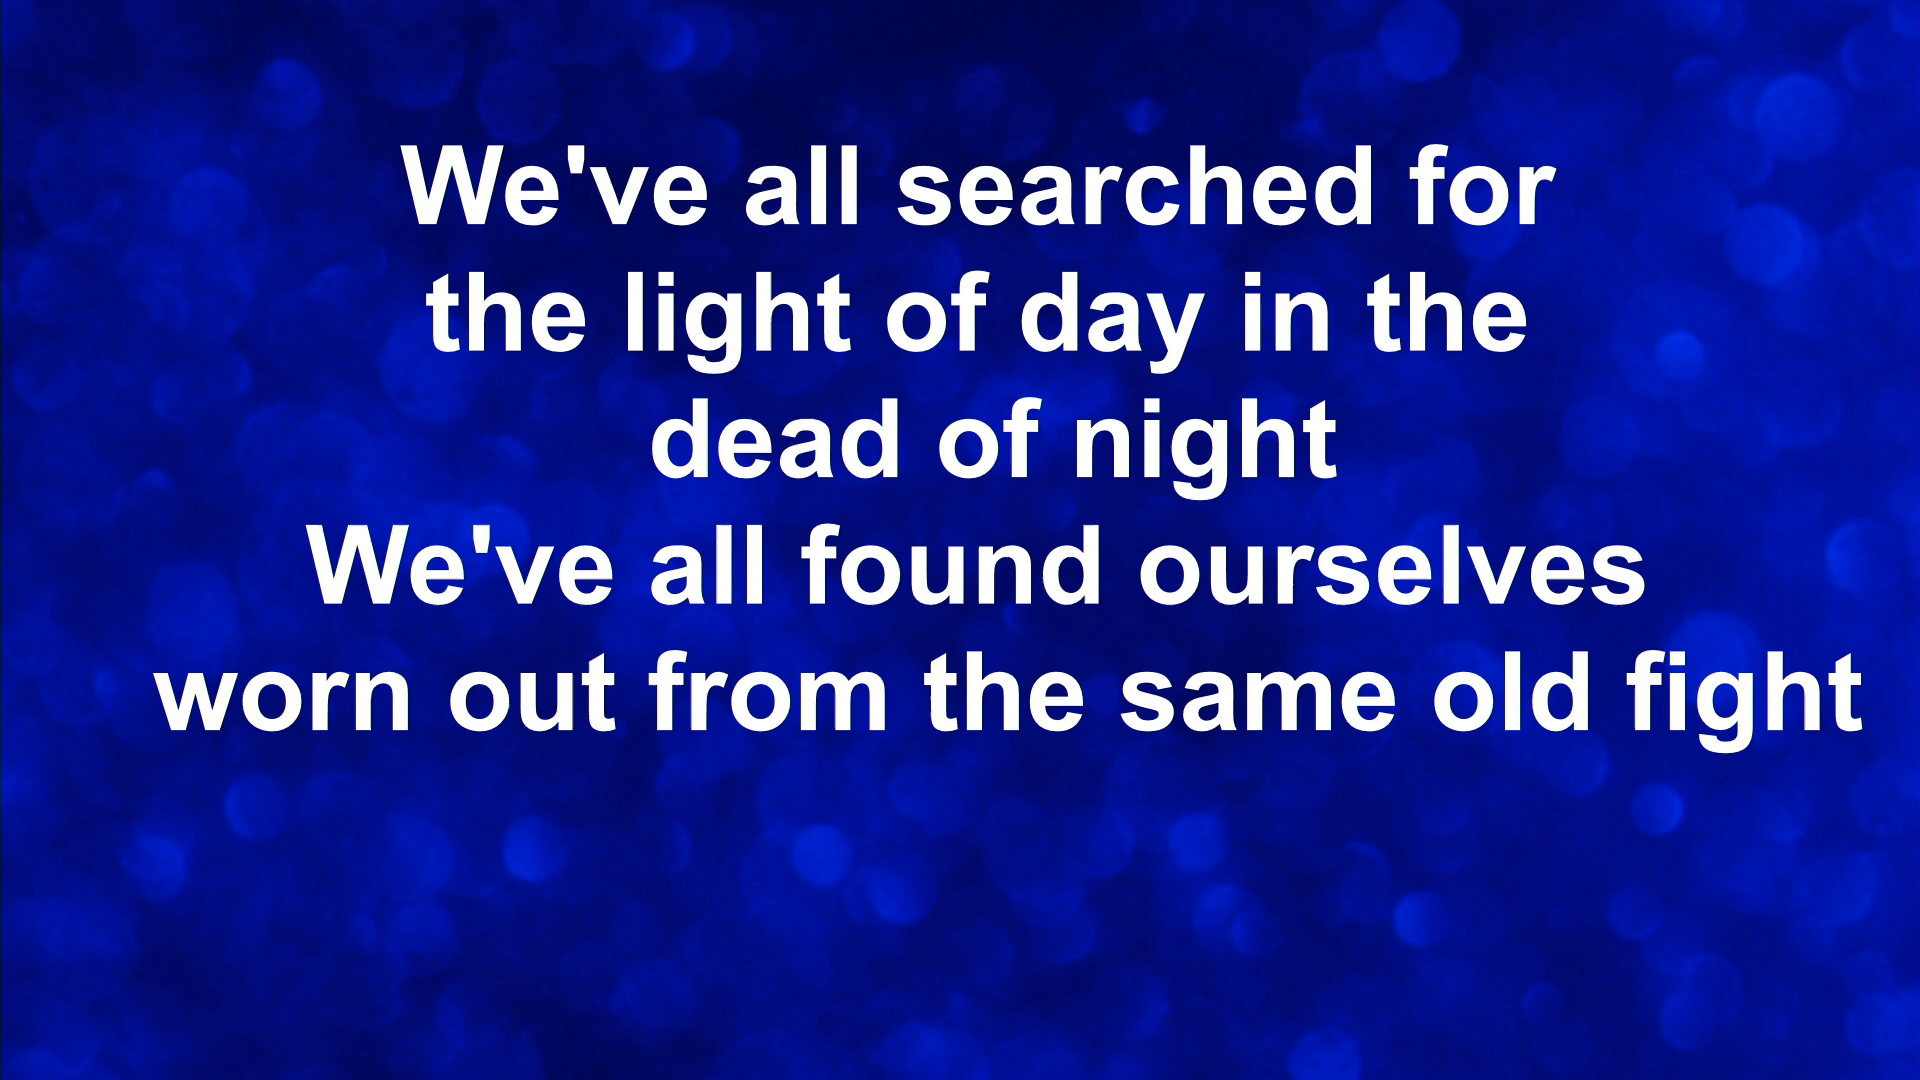 We've all searched for
the light of day in the
dead of night
We've all found ourselves
worn out from the same old fight